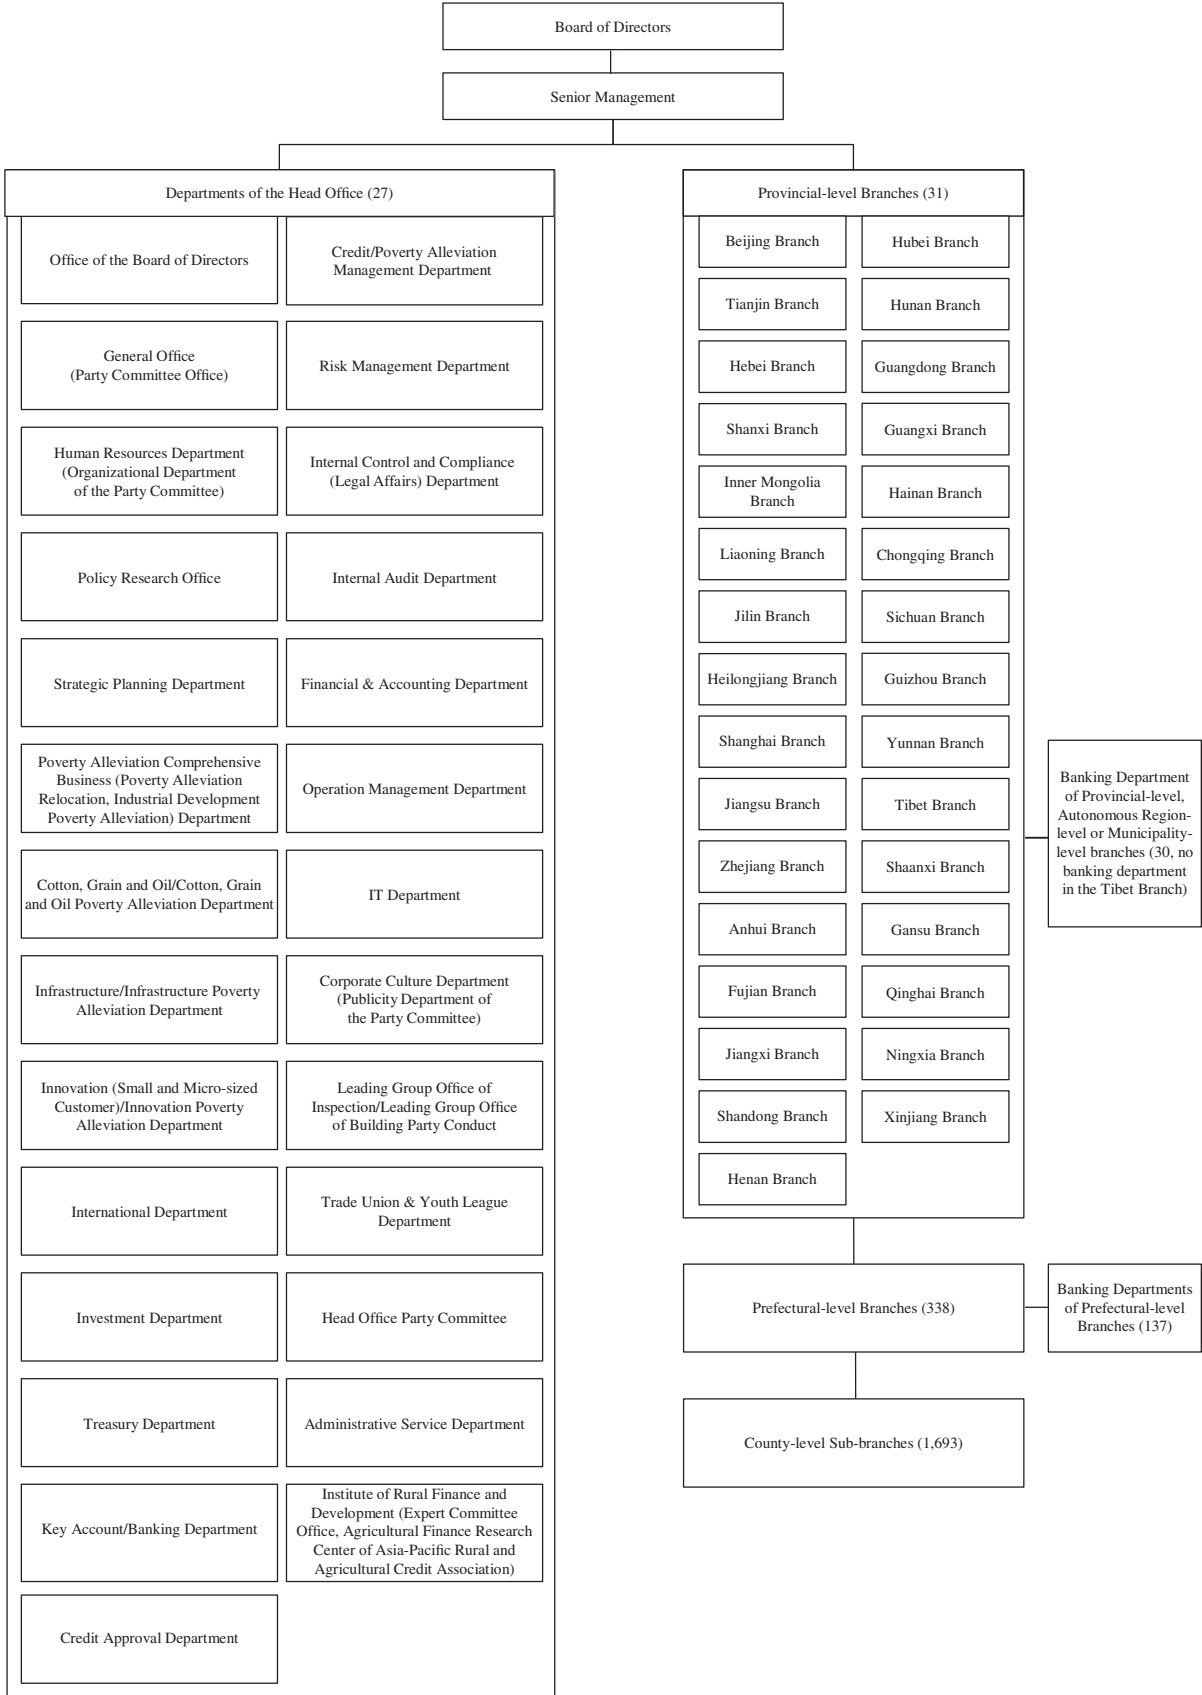 Board of Directors
Senior Management
Departments of the Head Office (27)
Office of the Board of Directors
General Office
(Party Committee Office)
Human Resources Department
(Organizational Department
of the Party Committee)
Policy Research Office
Strategic Planning Department
Poverty Alleviation Comprehensive
Business (Poverty Alleviation
Relocation, Industrial Development
Poverty Alleviation) Department
Cotton, Grain and Oil/Cotton, Grain
and Oil Poverty Alleviation Department
Infrastructure/Infrastructure Poverty
Alleviation Department
Innovation (Small and Micro-sized
Customer)/Innovation Poverty
Alleviation Department
International Department
Investment Department
Treasury Department
Key Account/Banking Department
Credit Approval Department
Credit/Poverty Alleviation
Management Department
Risk Management Department
Internal Control and Compliance
(Legal Affairs) Department
Internal Audit Department
Financial & Accounting Department
Operation Management Department
IT Department
Corporate Culture Department
(Publicity Department of
the Party Committee)
Leading Group Office of
Inspection/Leading Group Office
of Building Party Conduct
Trade Union & Youth League
Department
Head Office Party Committee
Administrative Service Department
Institute of Rural Finance and
Development (Expert Committee
Office, Agricultural Finance Research
Center of Asia-Pacific Rural and
Agricultural Credit Association)
Provincial-level Branches (31)
Beijing Branch
Tianjin Branch
Hebei Branch
Shanxi Branch
Inner Mongolia
Branch
Liaoning Branch
Jilin Branch
Heilongjiang Branch
Shanghai Branch
Jiangsu Branch
Zhejiang Branch
Anhui Branch
Fujian Branch
Jiangxi Branch
Shandong Branch
Henan Branch
Hubei Branch
Hunan Branch
Guangdong Branch
Guangxi Branch
Hainan Branch
Chongqing Branch
Sichuan Branch
Guizhou Branch
Yunnan Branch
Tibet Branch
Shaanxi Branch
Gansu Branch
Qinghai Branch
Ningxia Branch
Xinjiang Branch
Banking Department
of Provincial-level,
Autonomous Region-
level or Municipality-
level branches (30, no
banking department
in the Tibet Branch)
Prefectural-level Branches (338)
Banking Departments
of Prefectural-level
Branches (137)
County-level Sub-branches (1,693)